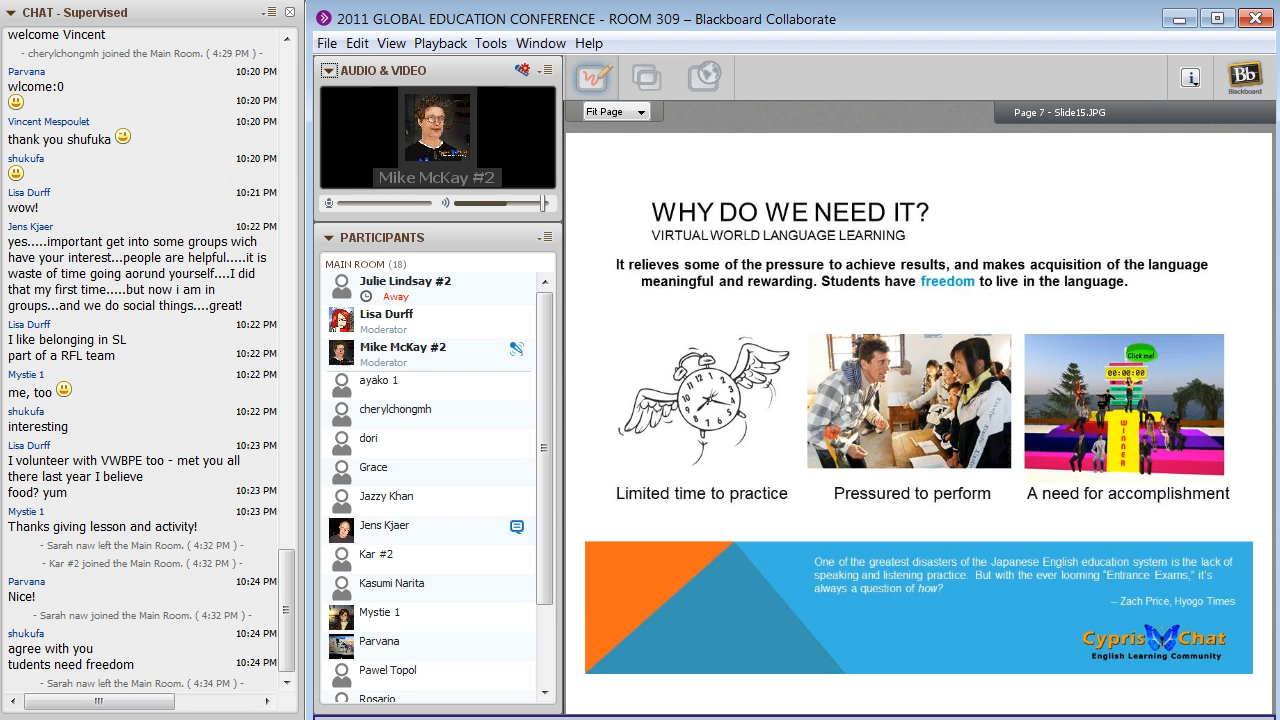 CHAT - Supervised
welcome Vincent
- cherylchongmh joined the Main Room. ( 4:29 PM ) -
Parvana 10:20 PM
wlcome:0
10:20 PM
Vincent Mespoulet 10:21 PM
thank you shufuka
shukufa 10:20 PM
Lisa Durff 10:21 PM
wow!
Jens Kjaer 10:22 PM
yes.....important get into some groups wich
have your interest...people are helpful.....it is
waste of time going aorund yourself....I did
that my first time.....but now i am in
groups...and we do social things....great!
Lisa Durff 10:22 PM
I like belonging in SL
part of a RFL team 10:22 PM
Mystie 1 10:22 PM
me, too
shukufa 10:22 PM
interesting
Lisa Durff 10:23 PM
I volunteer with VWBPE too - met you all
there last year I believe
food? yum 10:23 PM
Mystie 1 10:23 PM
Thanks giving lesson and activity!
- Sarah naw left the Main Room. ( 4:32 PM ) -
- Kar #2 joined the Main Room. ( 4:32 PM ) -
Parvana 10:24 PM
Nice!
- Sarah naw joined the Main Room. ( 4:32 PM ) -
shukufa 10:24 PM
agree with you
tudents need freedom 10:24 PM
- Sarah naw left the Main Room. ( 4:34 PM ) -
2011 GLOBAL EDUCATION CONFERENCE - ROOM 309 – Blackboard Collaborate
File Edit View Playback Tools Window Help
AUDIO & VIDEO
Mike McKay #2
PARTICIPANTS
MAIN ROOM (18)
Julie Lindsay #2
Away
Lisa Durff
Moderator
Mike McKay #2
Moderator
ayako 1
cherylchongmh
dori
Grace
Jazzy Khan
Jens Kjaer
Kar #2
Kasumi Narita
Mystie 1
Parvana
Pawel Topol
Rosario
Bb
Blackboard
Fit Page
Page 7 - Slide15.JPG
WHY DO WE NEED IT?
VIRTUAL WORLD LANGUAGE LEARNING
It relieves some of the pressure to achieve results, and makes acquisition of the language
meaningful and rewarding. Students have freedom to live in the language.
12 1 2 3 4 5 6 7 8 9 10 11
Click me!
00:00:00
WINNER
Limited time to practice
Pressured to perform
A need for accomplishment
One of the greatest disasters of the Japanese English education system is the lack of
speaking and listening practice. But with the ever looming "Entrance Exams," it's
always a question of how?
-- Zach Price, Hyogo Times
Cypris Chat
English Learning Community